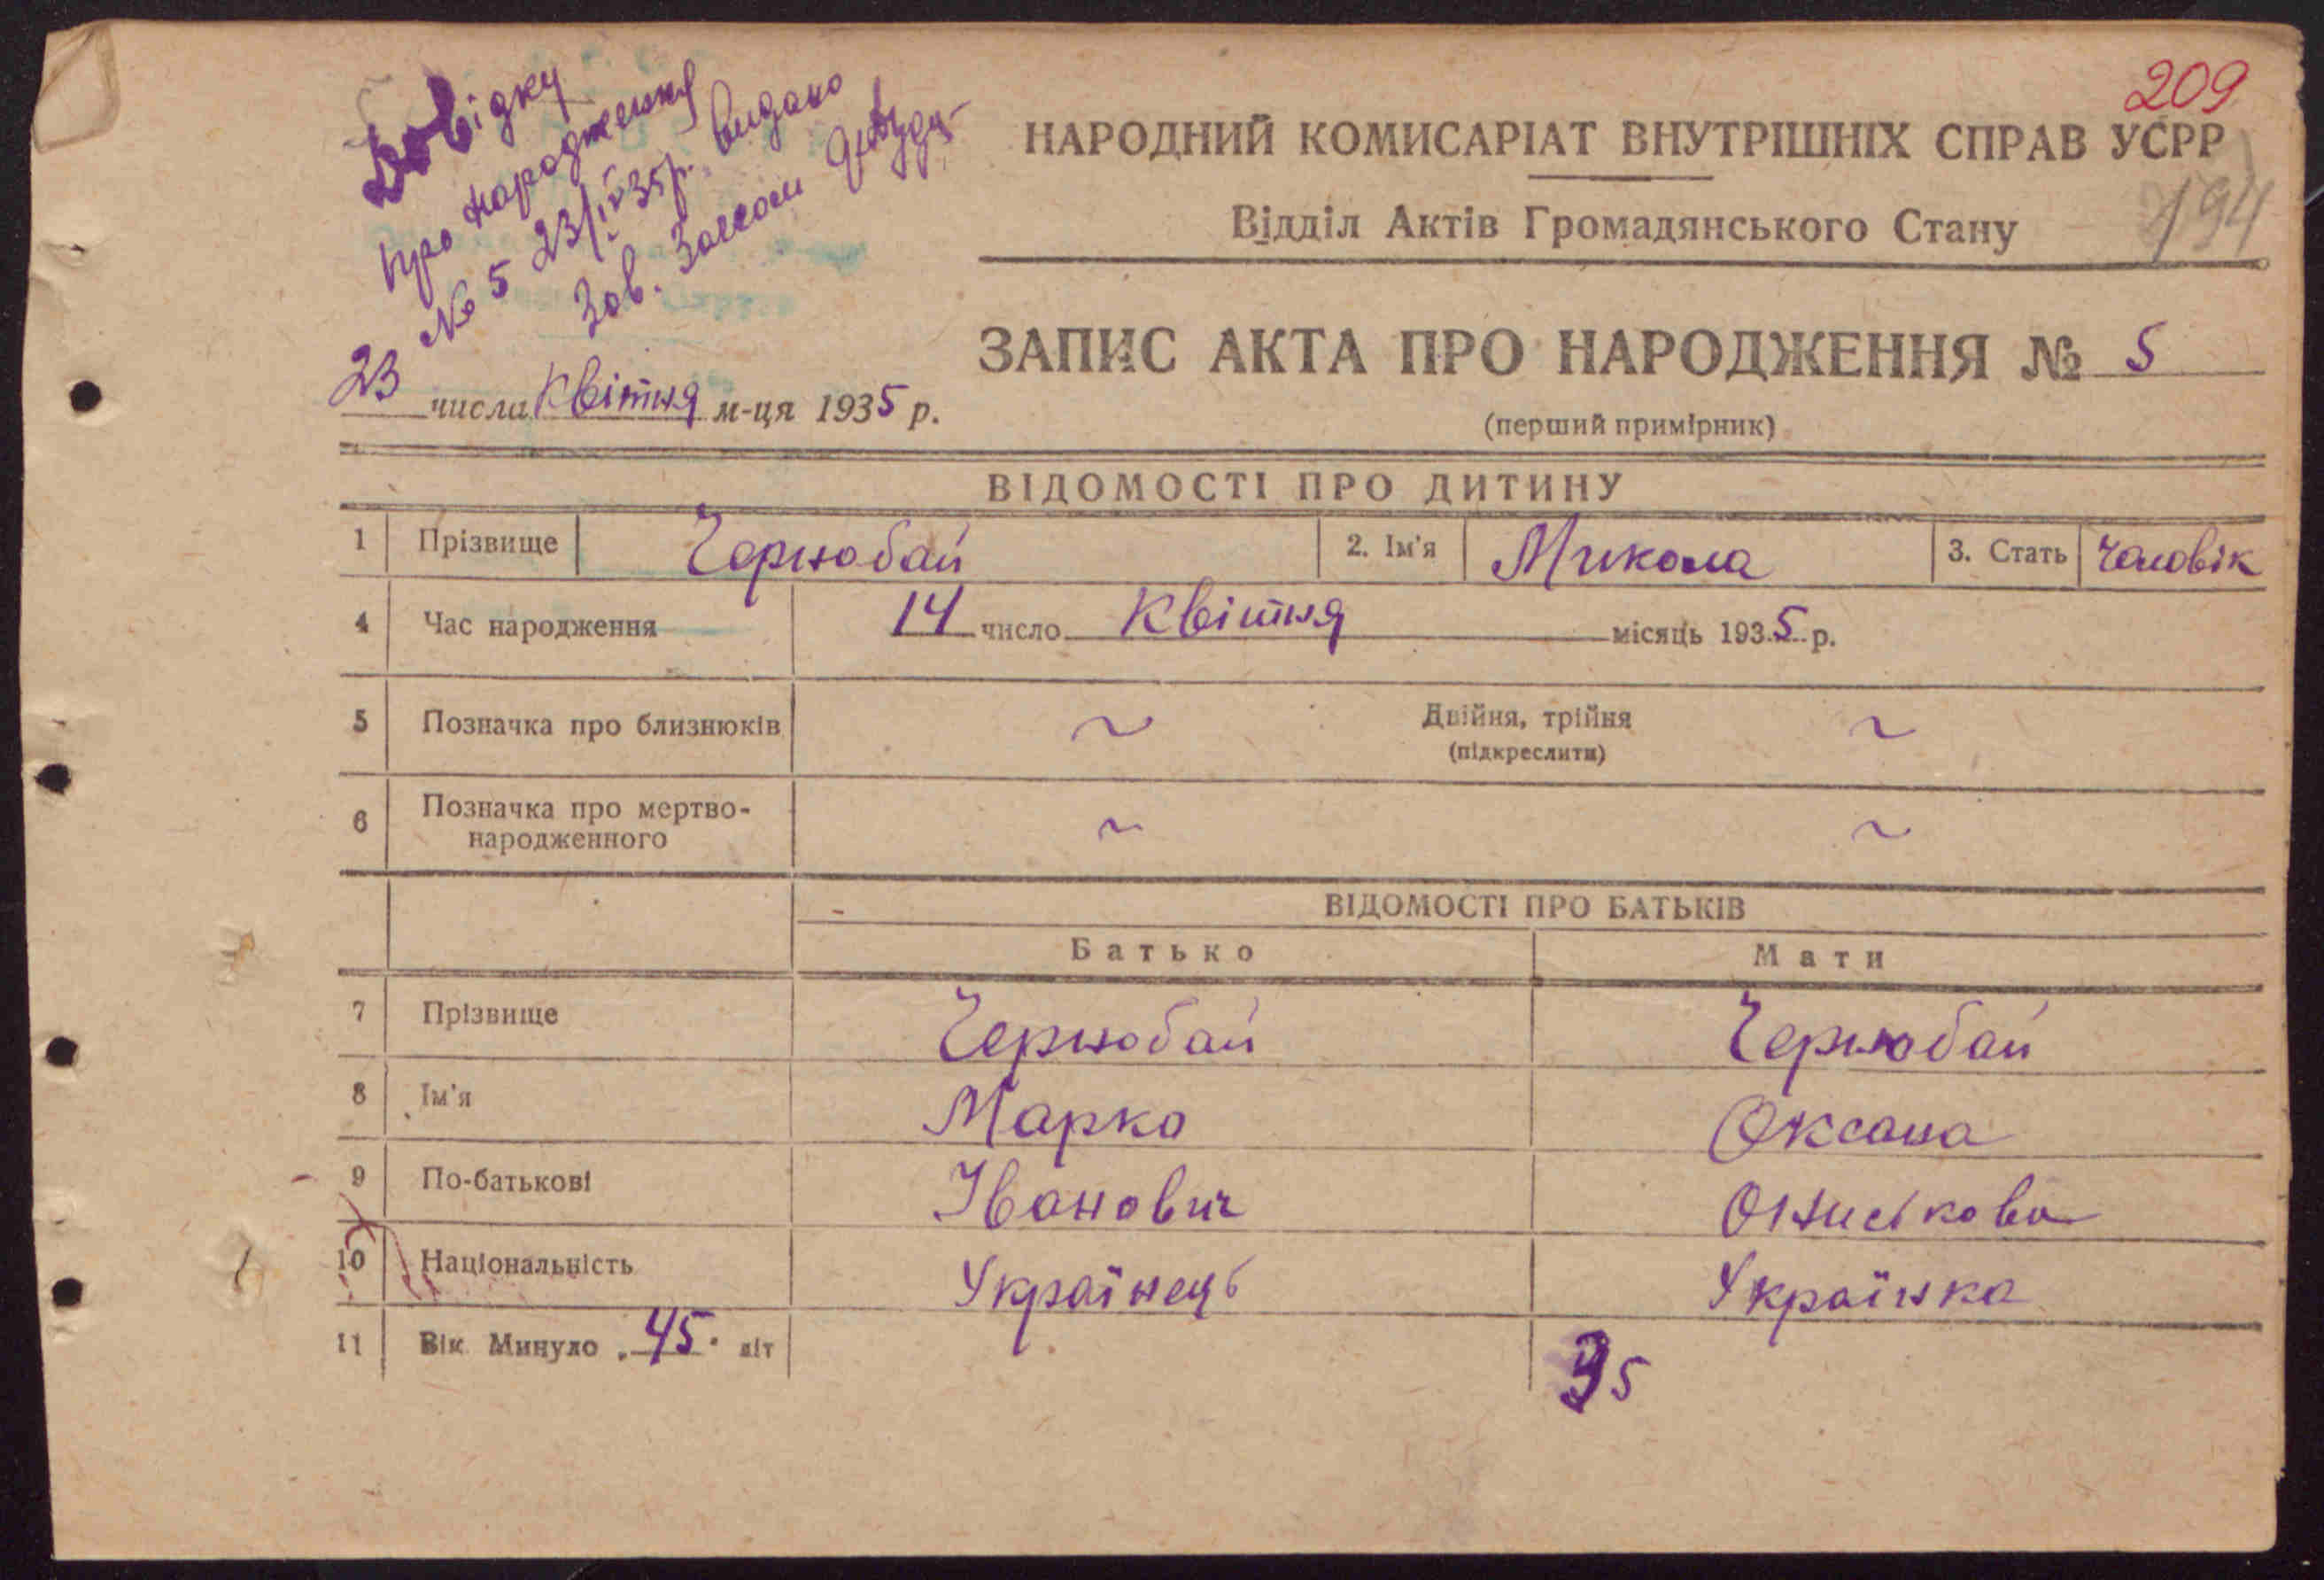 209
НАРОДНИЙ КОМИСАРІАТ ВНУТРІШНІХ СПРАВ УСРР
194
Відділ Актів Громадянського Стану
Довідку
про народження
№ 5 23/IV 35р. видано
Зав. Загсом
ЗАПИС АКТА ПРО НАРОДЖЕННЯ № 5
(перший примірник)
23 числа Квітня м-ця 1935 р.
ВІДОМОСТІ ПРО ДИТИНУ
1 Прізвище Чорнобай 2. Ім'я Микола 3. Стать чоловік
4 Час народження 14 число Квітня місяць 1935 р.
5 Позначка про близнюків ~ Двійня, трійня ~
(підкреслити)
6 Позначка про мертво-
народженного ~ ~
ВІДОМОСТІ ПРО БАТЬКІВ
Батько Мати
7 Прізвище Чернобай Чернобай
8 Ім'я Марко Оксана
9 По-батькові Іванович Ониськова
10 Національність Українець Українка
11 Вік Минуло „45" літ 35